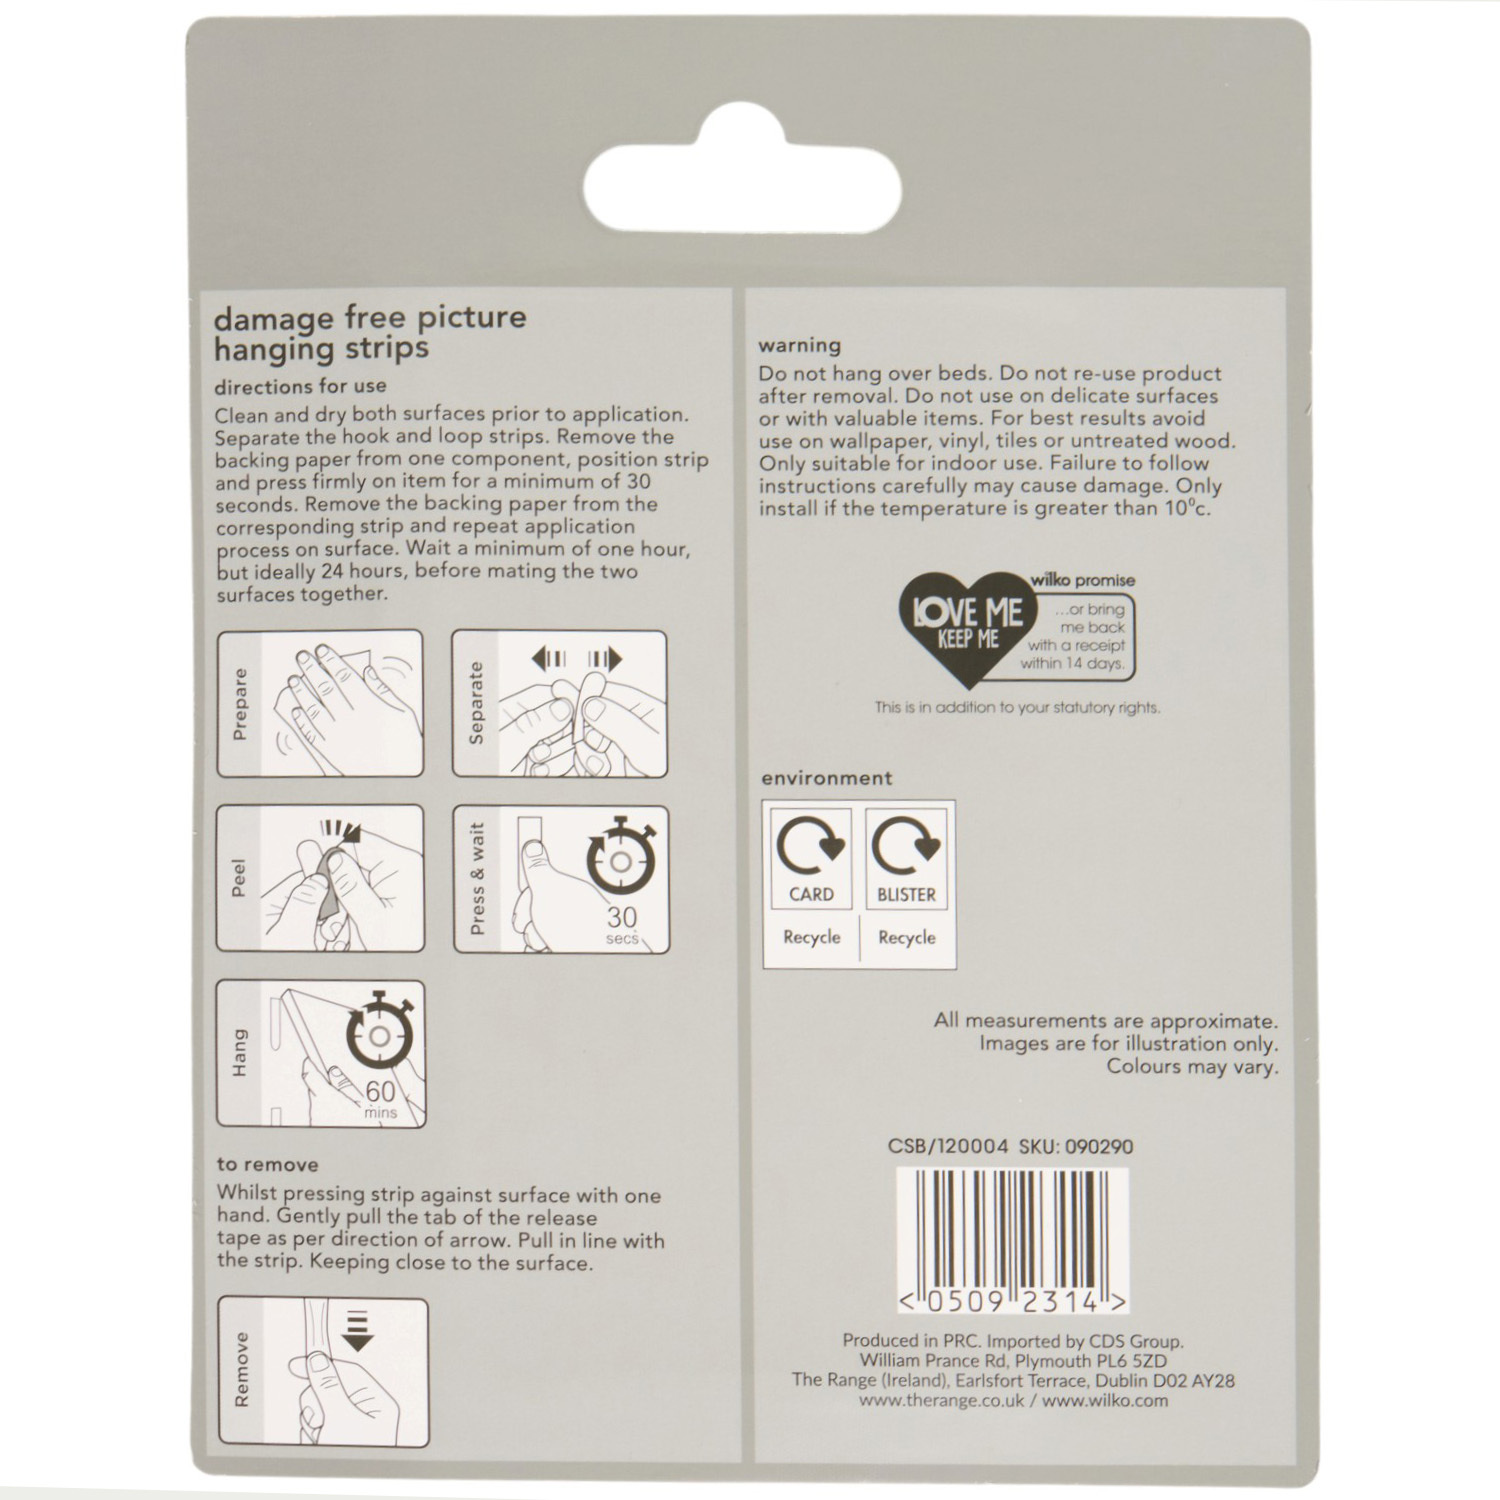 damage free picture
hanging strips
directions for use
Clean and dry both surfaces prior to application.
Separate the hook and loop strips. Remove the
backing paper from one component, position strip
and press firmly on item for a minimum of 30
seconds. Remove the backing paper from the
corresponding strip and repeat application
process on surface. Wait a minimum of one hour,
but ideally 24 hours, before mating the two
surfaces together.
Prepare
Separate
Peel
Press & wait
30
secs
Hang
60
mins
to remove
Whilst pressing strip against surface with one
hand. Gently pull the tab of the release
tape as per direction of arrow. Pull in line with
the strip. Keeping close to the surface.
Remove
warning
Do not hang over beds. Do not re-use product
after removal. Do not use on delicate surfaces
or with valuable items. For best results avoid
use on wallpaper, vinyl, tiles or untreated wood.
Only suitable for indoor use. Failure to follow
instructions carefully may cause damage. Only
install if the temperature is greater than 10⁰c.
wilko promise
LOVE ME
KEEP ME
...or bring
me back
with a receipt
within 14 days.
This is in addition to your statutory rights.
environment
CARD
BLISTER
Recycle
Recycle
All measurements are approximate.
Images are for illustration only.
Colours may vary.
CSB/120004 SKU: 090290
<0509 2314>
Produced in PRC. Imported by CDS Group.
William Prance Rd, Plymouth PL6 5ZD
The Range (Ireland), Earlsfort Terrace, Dublin D02 AY28
www.therange.co.uk / www.wilko.com